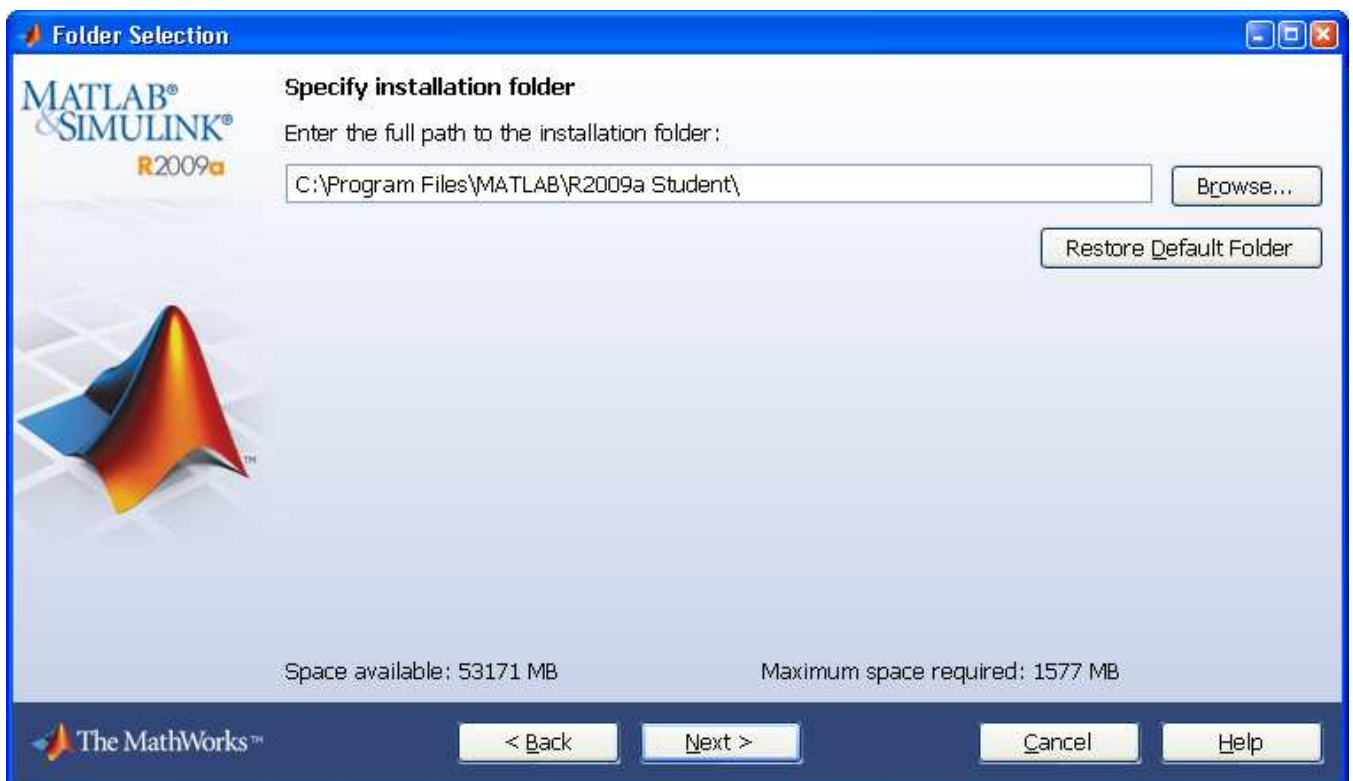 Folder Selection
MATLAB®
&SIMULINK®
R2009a
Specify installation folder
Enter the full path to the installation folder:
C:\Program Files\MATLAB\R2009a Student\
Browse...
Restore Default Folder
TM
Space available: 53171 MB
Maximum space required: 1577 MB
The MathWorks™
< Back
Next >
Cancel
Help